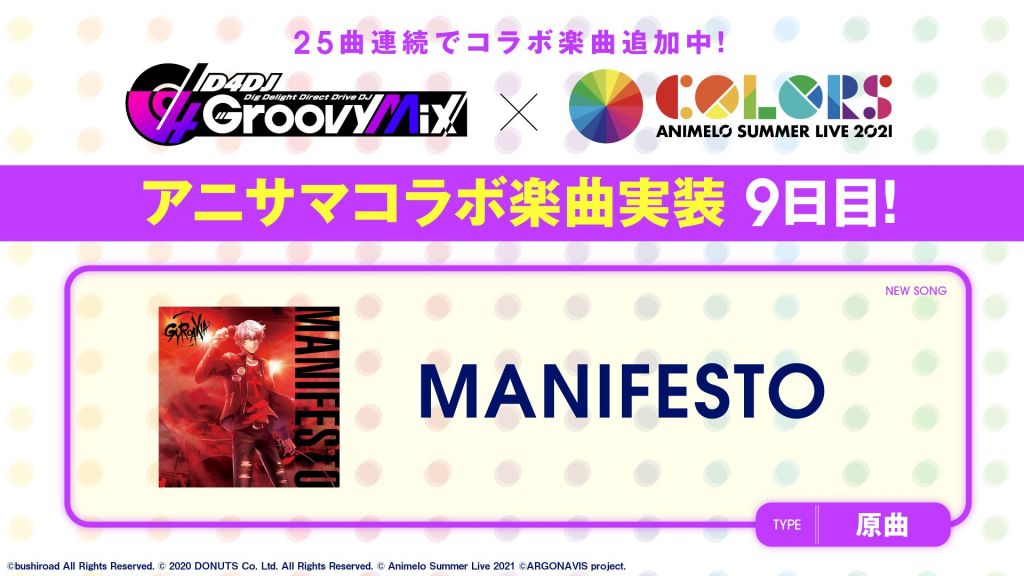 25曲連続でコラボ楽曲追加中!
D4DJ
Dig Delight Direct Drive DJ
GROOVYMIX
×
COLORS
ANIMELO SUMMER LIVE 2021
アニサマコラボ楽曲実装 9日目!
NEW SONG
GYROAXIA
MANIFESTO
MANIFESTO
TYPE 原曲
©bushiroad All Rights Reserved. © 2020 DONUTS Co. Ltd. All Rights Reserved. © Animelo Summer Live 2021 ©ARGONAVIS project.